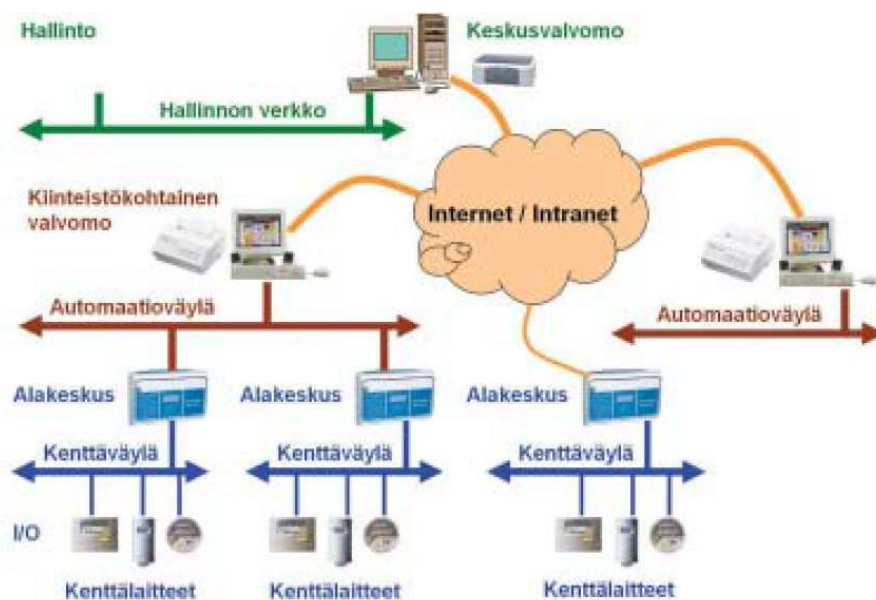 Hallinto
Keskusvalvomo
Hallinnon verkko
Kiinteistökohtainen
valvomo
Internet / Intranet
Automaatioväylä
Automaatioväylä
Alakeskus
Alakeskus
Alakeskus
Kenttäväylä
Kenttäväylä
Kenttäväylä
I/O
Kenttälaitteet
Kenttälaitteet
Kenttälaitteet